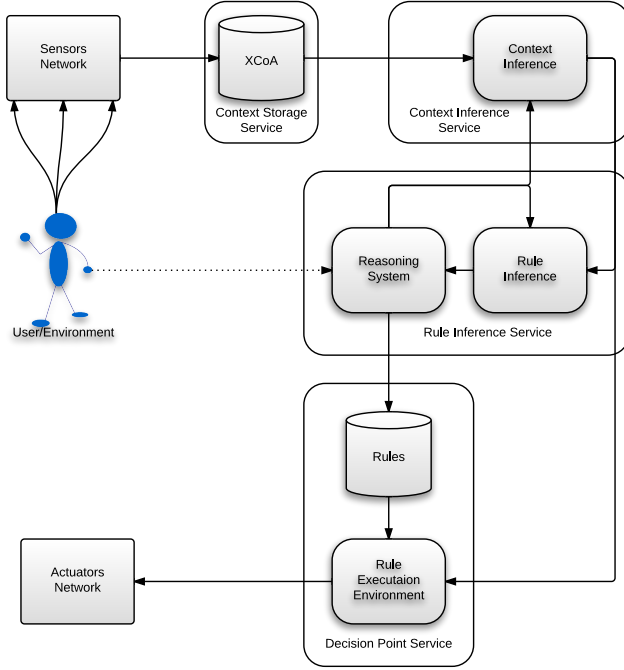 Sensors
Network
XCoA
Context Storage
Service
Context
Inference
Context Inference
Service
Reasoning
System
Rule
Inference
Rule Inference Service
User/Environment
Rules
Rule
Executaion
Environment
Decision Point Service
Actuators
Network